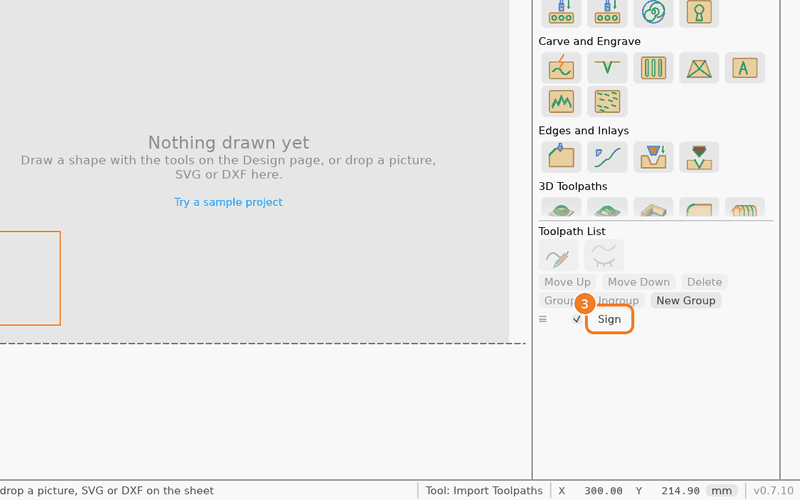 Carve and Engrave
A
Nothing drawn yet
Draw a shape with the tools on the Design page, or drop a picture,
SVG or DXF here.
Try a sample project
Edges and Inlays
3D Toolpaths
Toolpath List
Move Up Move Down Delete
Group Ungroup New Group
3
Sign
drop a picture, SVG or DXF on the sheet Tool: Import Toolpaths X 300.00 Y 214.90 mm v0.7.10